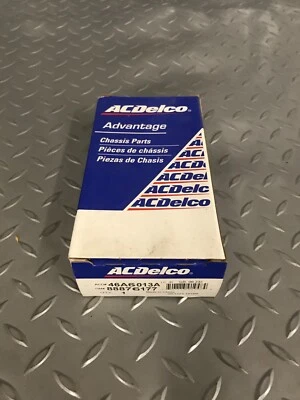 ACDelco
Advantage
Chassis Parts
Pièces de châssis
Piezas de Chasis
ACDelco
ACDelco
ACDelco
ACDelco
ACDelco
46A6013A
88876177